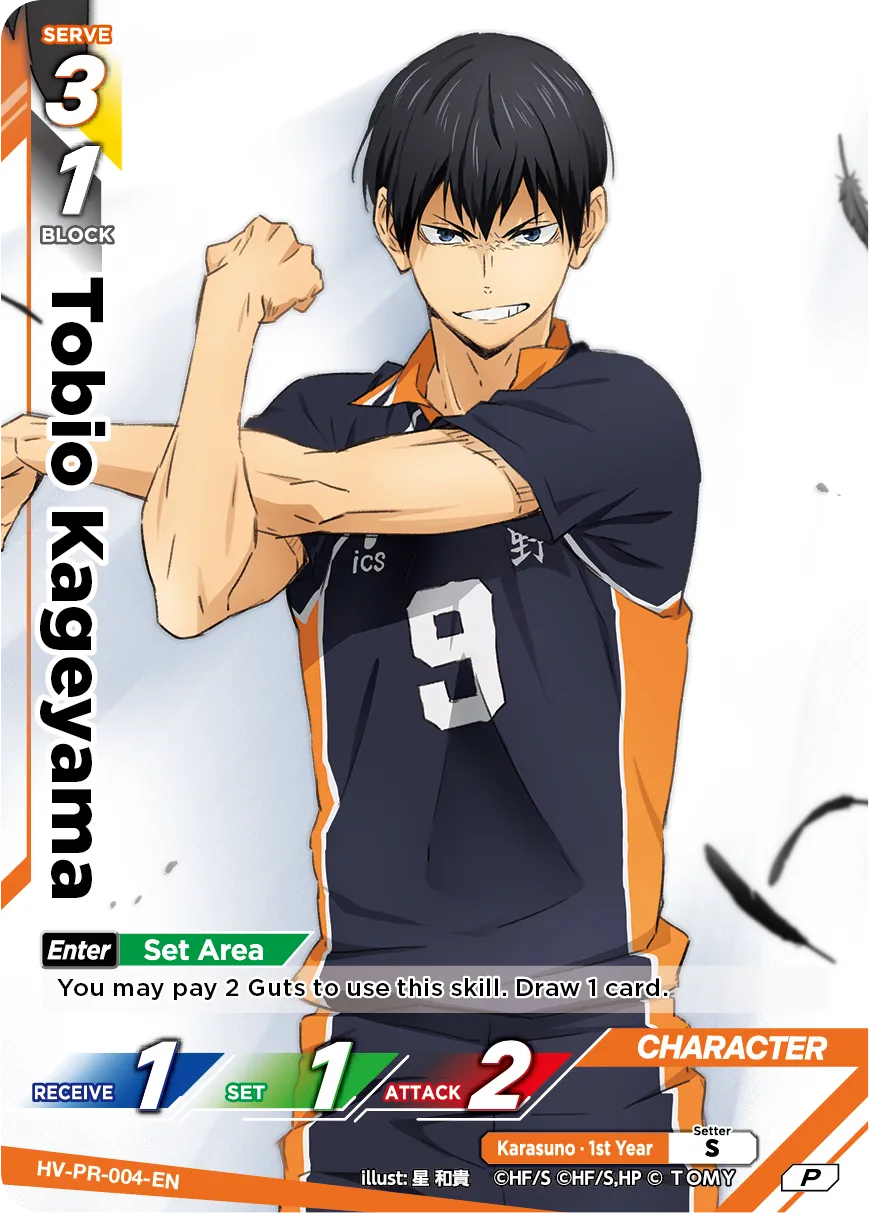 SERVE
3
1
BLOCK
Tobio Kageyama
ics
野
9
Enter Set Area
You may pay 2 Guts to use this skill. Draw 1 card.
RECEIVE 1 SET 1 ATTACK 2
CHARACTER
Karasuno · 1st Year
Setter
S
HV-PR-004-EN
illust: 星 和貴 ©HF/S ©HF/S,HP © TOMY
P